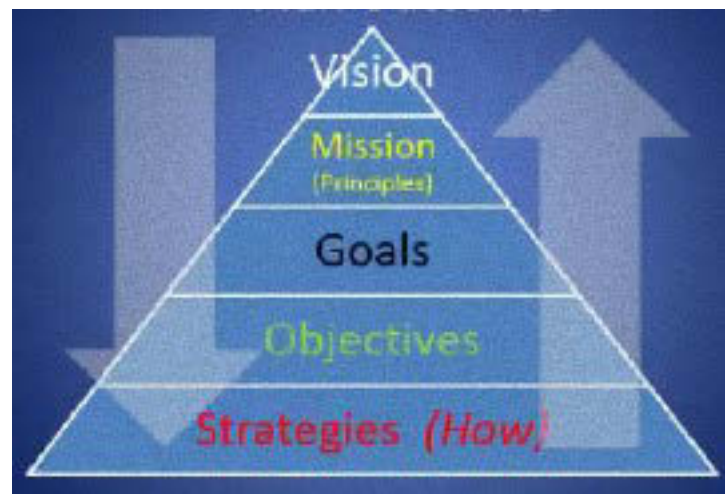 Vision
Mission
(Principles)
Goals
Objectives
Strategies (How)